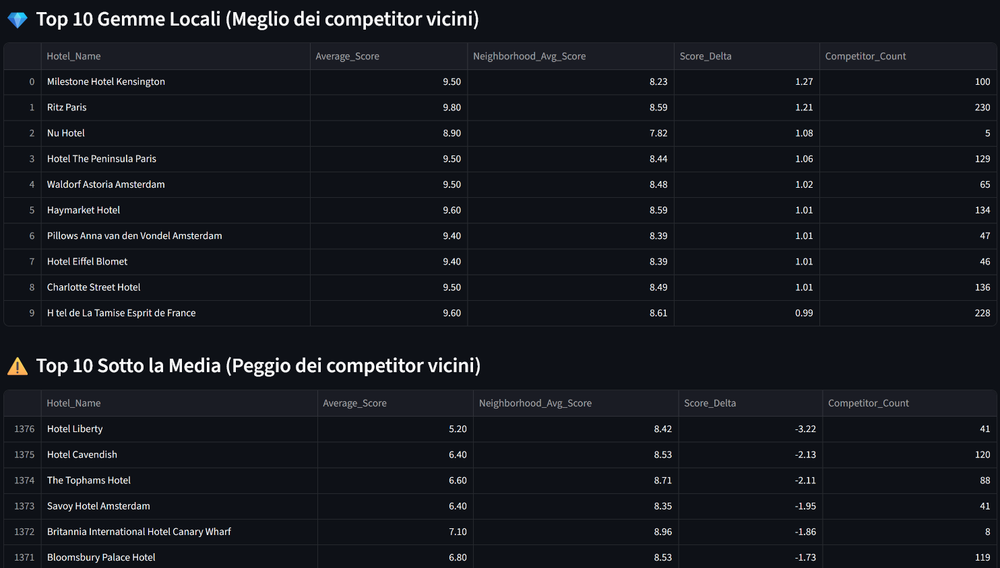 Top 10 Gemme Locali (Meglio dei competitor vicini)
Hotel_Name Average_Score Neighborhood_Avg_Score Score_Delta Competitor_Count
0 Milestone Hotel Kensington 9.50 8.23 1.27 100
1 Ritz Paris 9.80 8.59 1.21 230
2 Nu Hotel 8.90 7.82 1.08 5
3 Hotel The Peninsula Paris 9.50 8.44 1.06 129
4 Waldorf Astoria Amsterdam 9.50 8.48 1.02 65
5 Haymarket Hotel 9.60 8.59 1.01 134
6 Pillows Anna van den Vondel Amsterdam 9.40 8.39 1.01 47
7 Hotel Eiffel Blomet 9.40 8.39 1.01 46
8 Charlotte Street Hotel 9.50 8.49 1.01 136
9 H tel de La Tamise Esprit de France 9.60 8.61 0.99 228
Top 10 Sotto la Media (Peggio dei competitor vicini)
Hotel_Name Average_Score Neighborhood_Avg_Score Score_Delta Competitor_Count
1376 Hotel Liberty 5.20 8.42 -3.22 41
1375 Hotel Cavendish 6.40 8.53 -2.13 120
1374 The Tophams Hotel 6.60 8.71 -2.11 88
1373 Savoy Hotel Amsterdam 6.40 8.35 -1.95 41
1372 Britannia International Hotel Canary Wharf 7.10 8.96 -1.86 8
1371 Bloomsbury Palace Hotel 6.80 8.53 -1.73 119